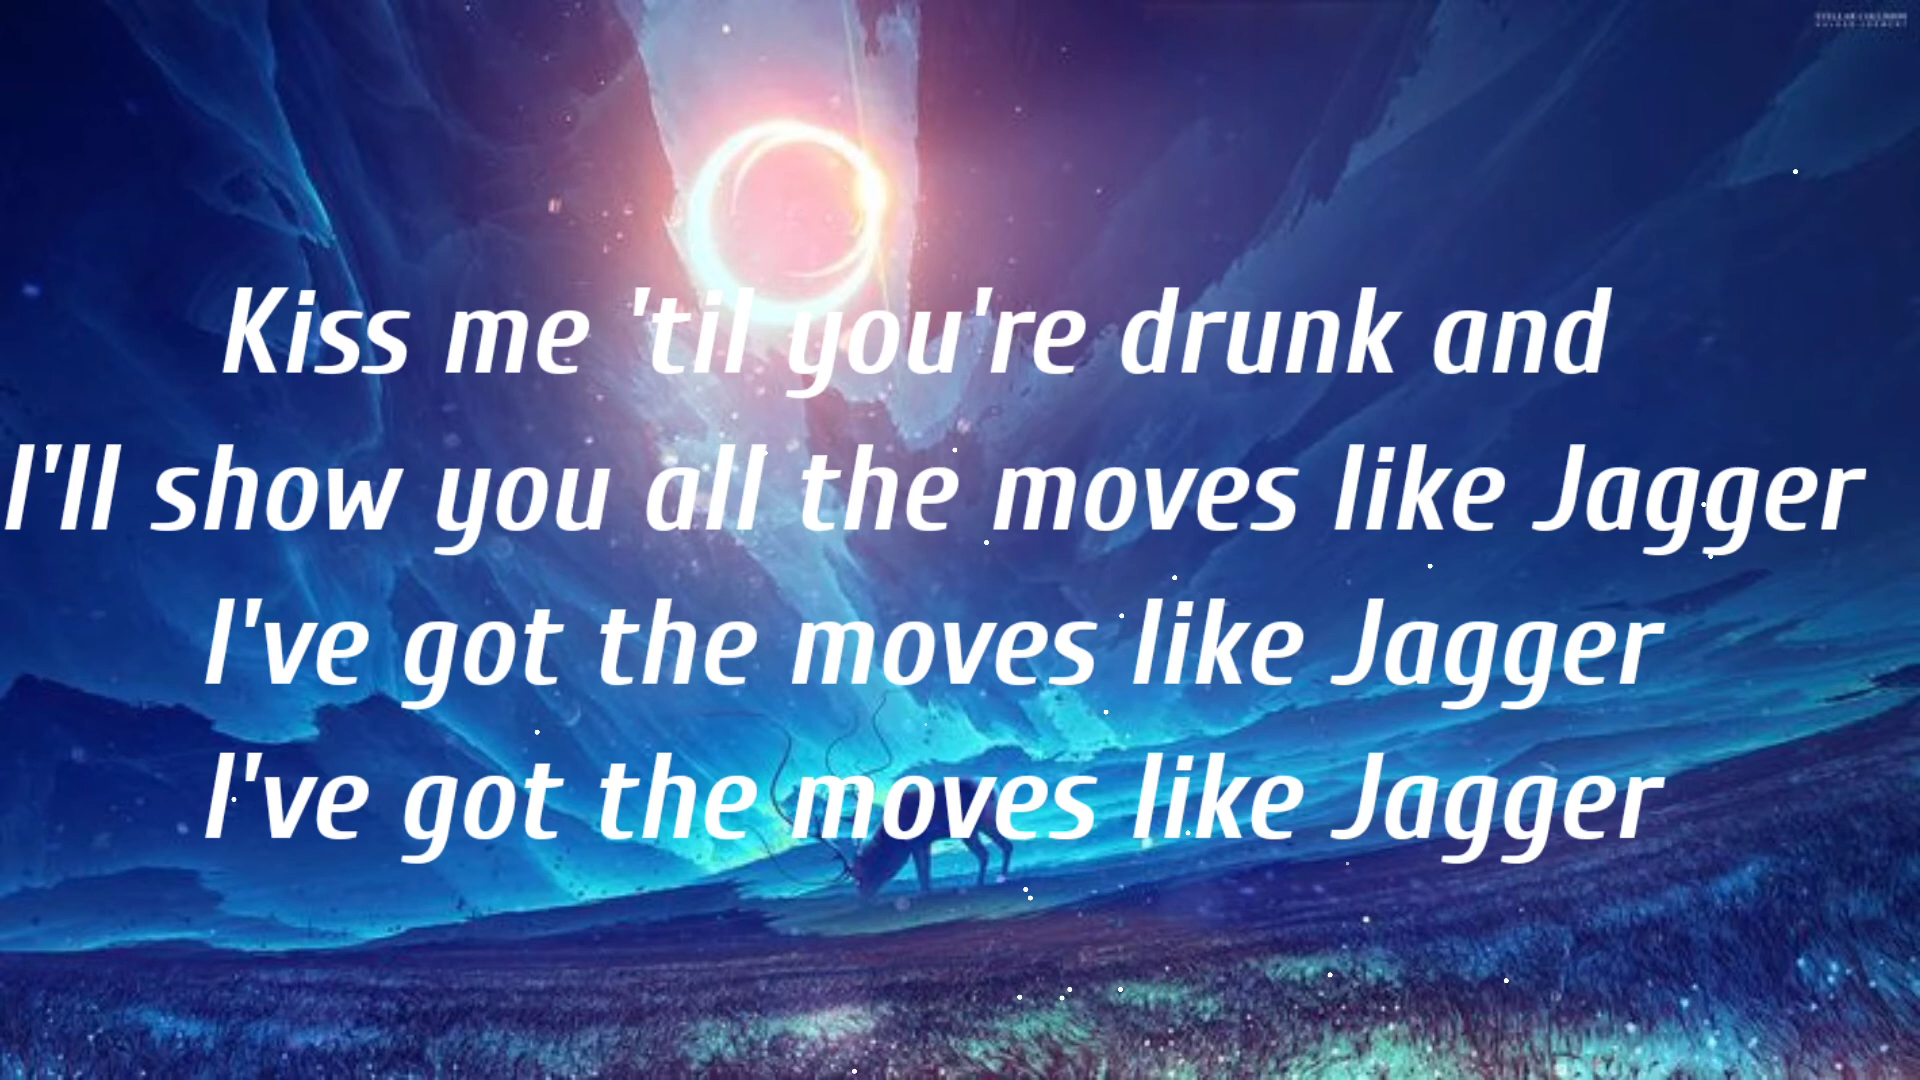 Kiss me 'til you're drunk and
I'll show you all the moves like Jagger
I've got the moves like Jagger
I've got the moves like Jagger